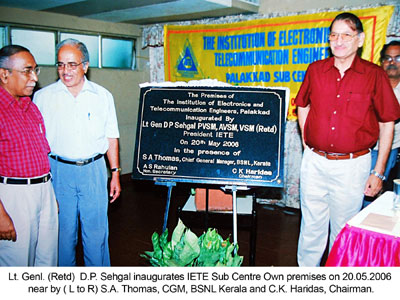 THE INSTITUTION OF ELECTRONICS
TELECOMMUNICATION ENGINEERS
PALAKKAD SUB CEN
The Premises of
The Institution of Electronics and
Telecommunication Engineers, Palakkad
Inaugurated By
Lt Gen D P Sehgal PVSM, AVSM, VSM (Retd)
President, IETE
On 20th May 2006
In the presence of
S A Thomas, Chief General Manager, BSNL, Kerala
A S Rahulan
Hon. Secretary
C K Haridas
Chairman
Lt. Genl. (Retd) D.P. Sehgal inaugurates IETE Sub Centre Own premises on 20.05.2006
near by ( L to R) S.A. Thomas, CGM, BSNL Kerala and C.K. Haridas, Chairman.